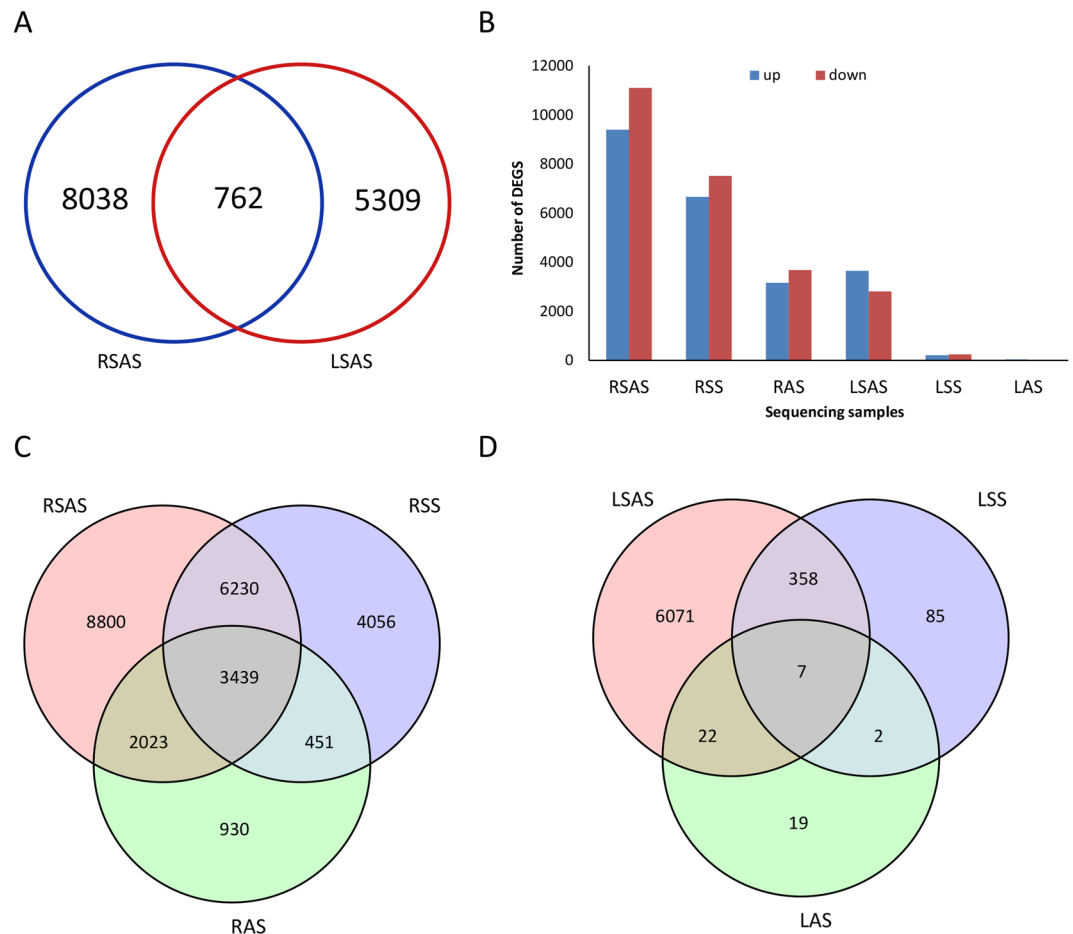 A
8038
762
5309
RSAS
LSAS
B
12000
10000
8000
6000
4000
2000
0
Number of DEGS
up
down
RSAS
RSS
RAS
LSAS
LSS
LAS
Sequencing samples
C
RSAS
RSS
6230
8800
4056
3439
2023
451
930
RAS
D
LSAS
LSS
358
6071
85
7
22
2
19
LAS